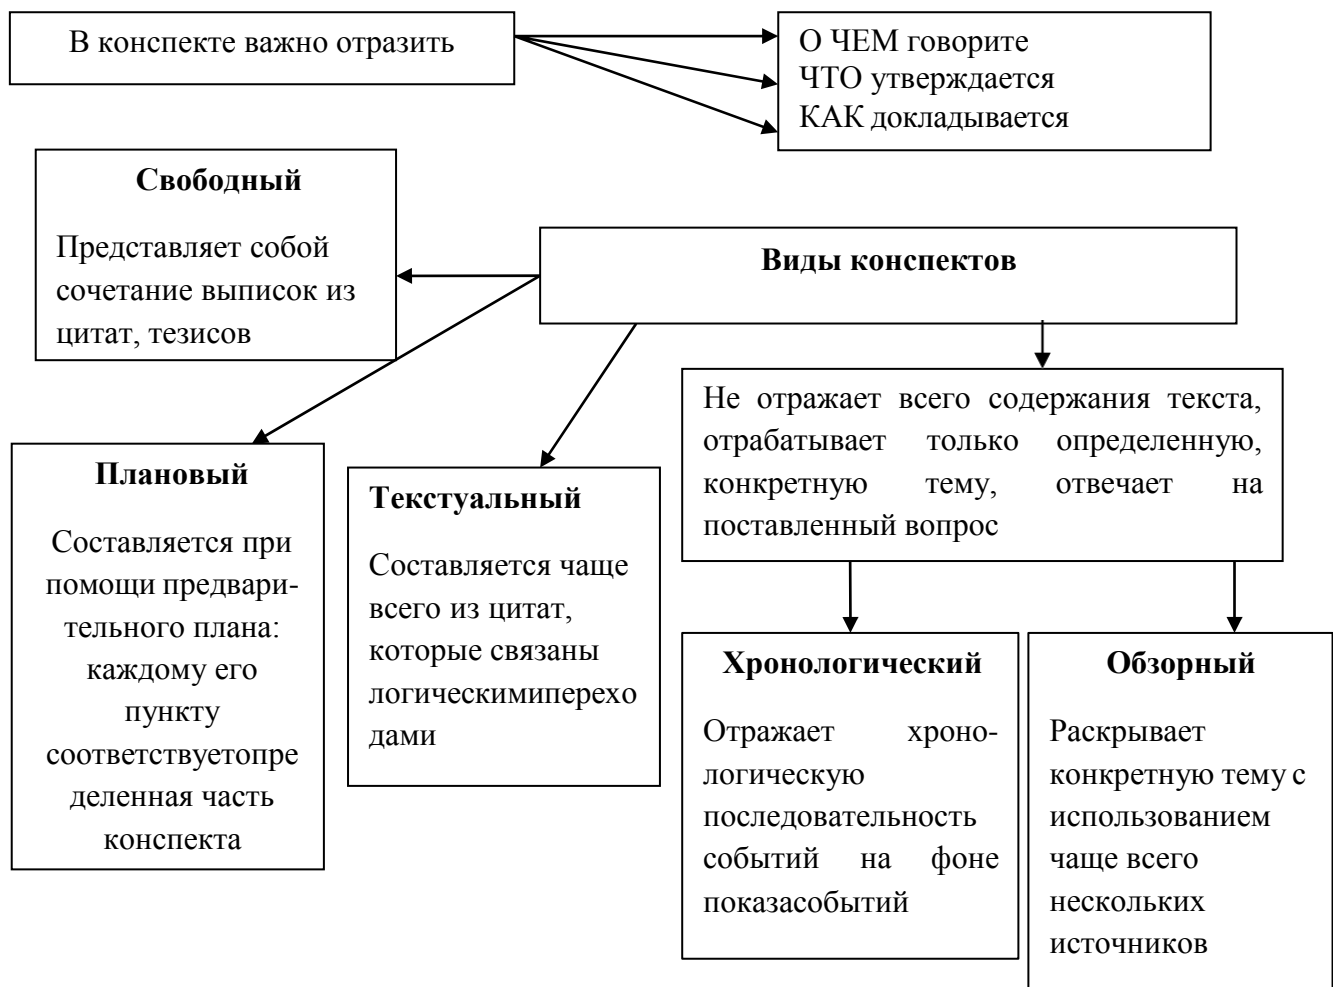 В конспекте важно отразить
О ЧЕМ говорите
ЧТО утверждается
КАК докладывается
Свободный
Представляет собой
сочетание выписок из
цитат, тезисов
Виды конспектов
Плановый
Составляется при
помощи предвари-
тельного плана:
каждому его
пункту
соответствуетопре
деленная часть
конспекта
Текстуальный
Составляется чаще
всего из цитат,
которые связаны
логическимиперехо
дами
Не отражает всего содержания текста,
отрабатывает только определенную,
конкретную тему, отвечает на
поставленный вопрос
Хронологический
Отражает хроно-
логическую
последовательность
событий на фоне
показасобытий
Обзорный
Раскрывает
конкретную тему с
использованием
чаще всего
нескольких
источников